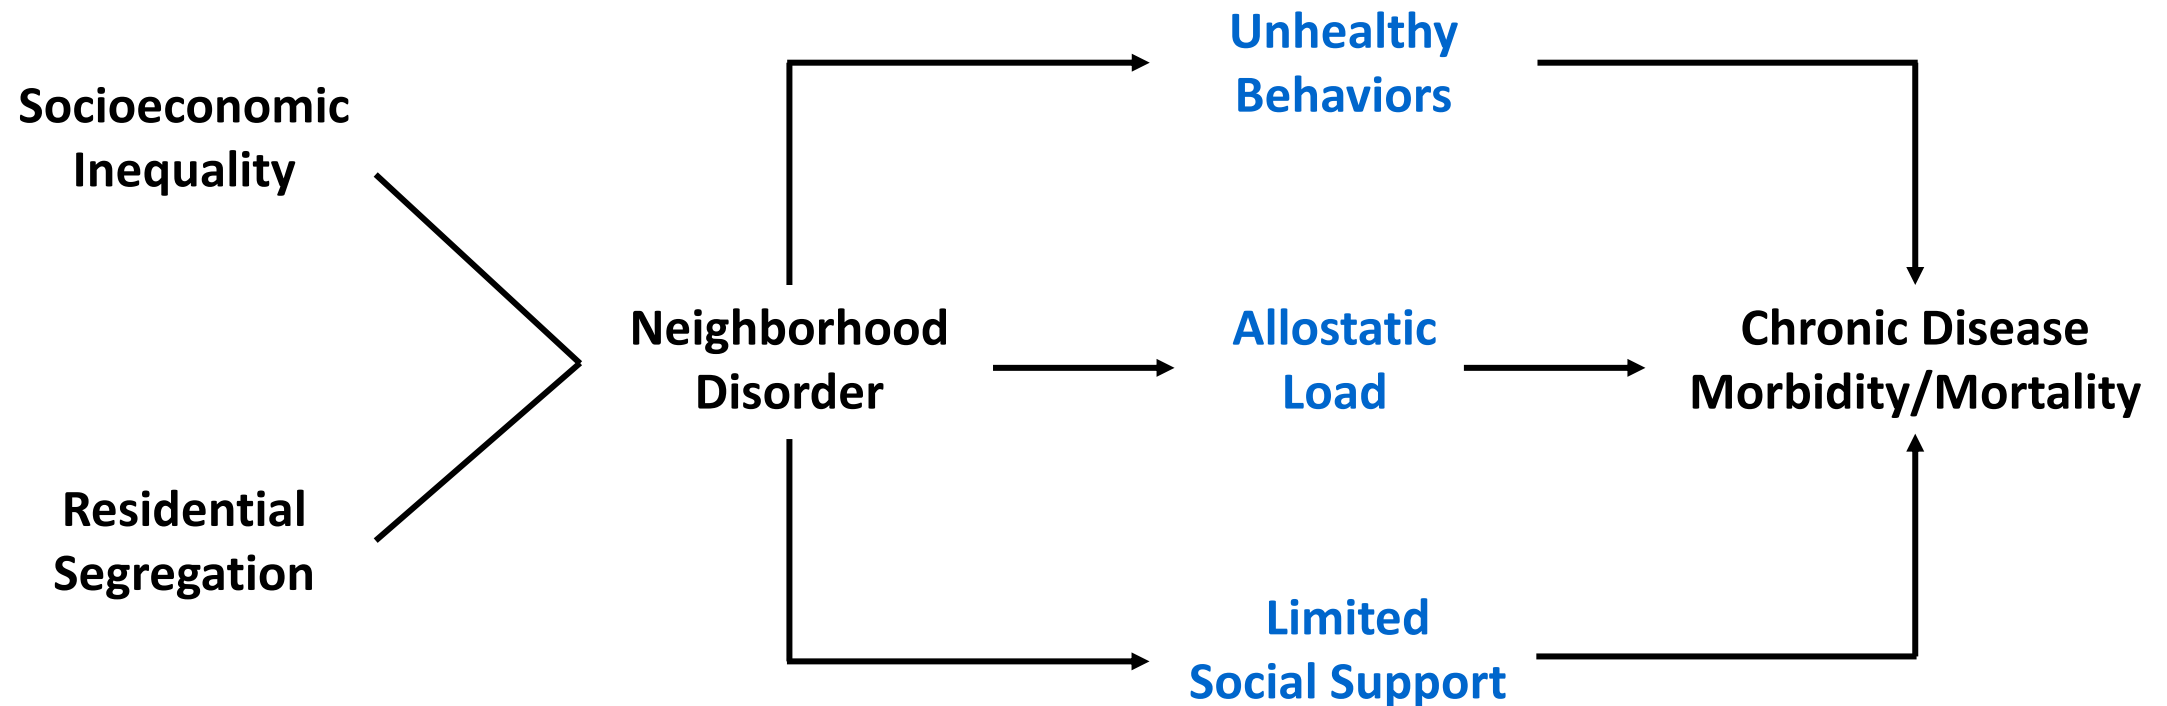 Socioeconomic
Inequality
Residential
Segregation
Neighborhood
Disorder
Unhealthy
Behaviors
Allostatic
Load
Limited
Social Support
Chronic Disease
Morbidity/Mortality